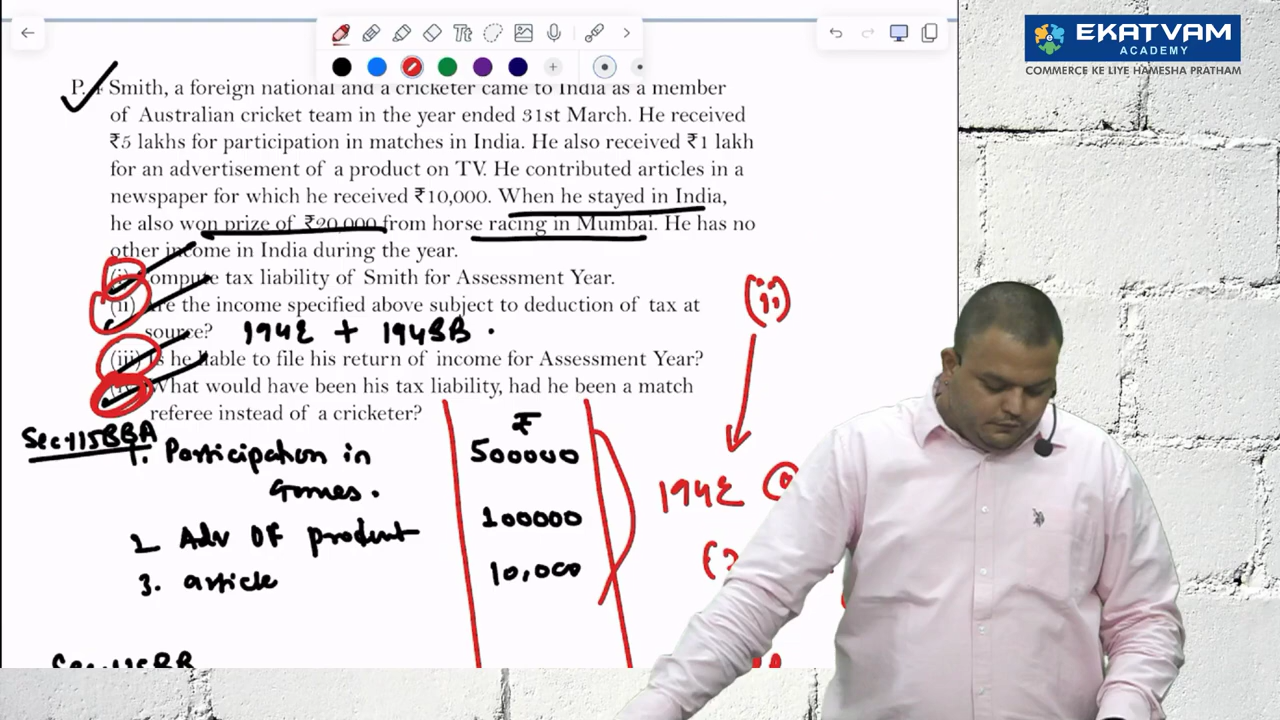 EKATVAM
ACADEMY
COMMERCE KE LIYE HAMESHA PRATHAM
Tt
P. 4 Smith, a foreign national and a cricketer came to India as a member
of Australian cricket team in the year ended 31st March. He received
₹5 lakhs for participation in matches in India. He also received ₹1 lakh
for an advertisement of a product on TV. He contributed articles in a
newspaper for which he received ₹10,000. When he stayed in India,
he also won prize of ₹20,000 from horse racing in Mumbai. He has no
other income in India during the year.
(i) Compute tax liability of Smith for Assessment Year.
(ii) Are the income specified above subject to deduction of tax at
source? 194E + 194BB.
(iii) Is he liable to file his return of income for Assessment Year?
What would have been his tax liability, had he been a match
referee instead of a cricketer?
(ii)
Sec-115BBA
₹
1. Participation in 500000
Games.
194E
2 Adv OF product 100000
3. article 10,000
Sec-115BB